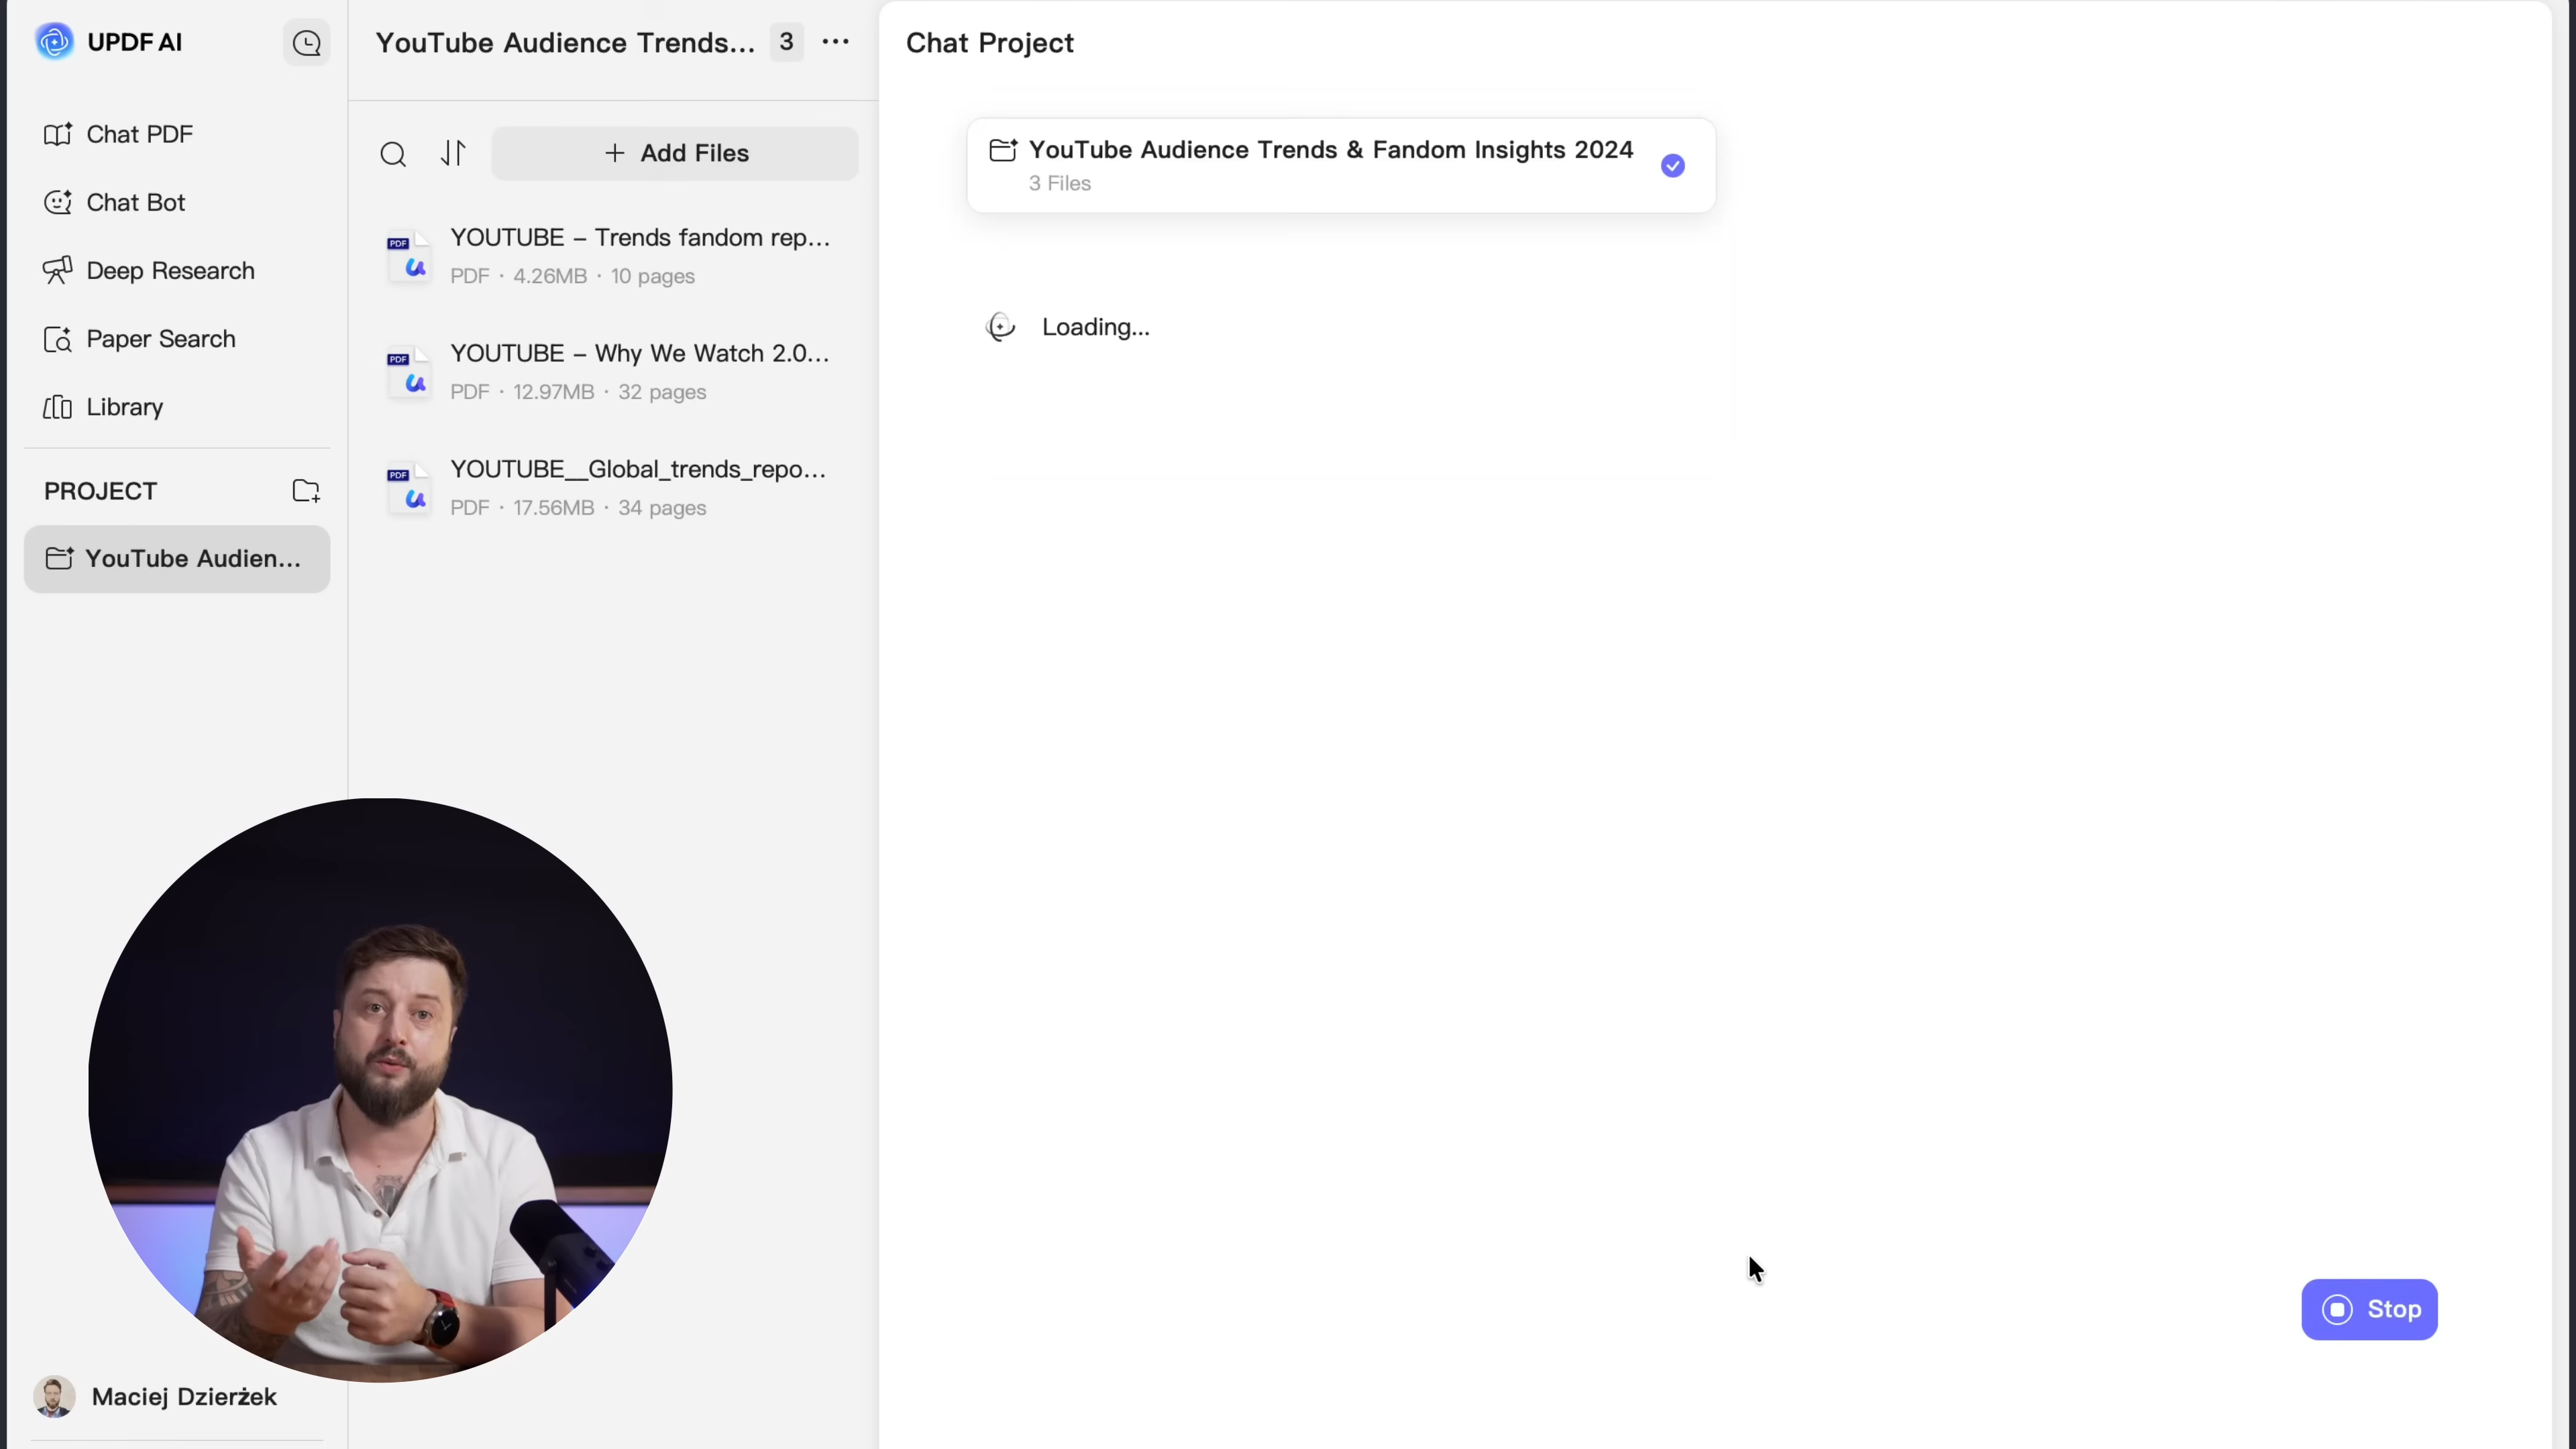 UPDF AI
Chat PDF
Chat Bot
Deep Research
Paper Search
Library
PROJECT
YouTube Audien...
Maciej Dzierżek
YouTube Audience Trends... 3
+ Add Files
PDF
YOUTUBE – Trends fandom rep...
PDF · 4.26MB · 10 pages
PDF
YOUTUBE – Why We Watch 2.0...
PDF · 12.97MB · 32 pages
PDF
YOUTUBE__Global_trends_repo...
PDF · 17.56MB · 34 pages
Chat Project
YouTube Audience Trends & Fandom Insights 2024
3 Files
Loading...
Stop